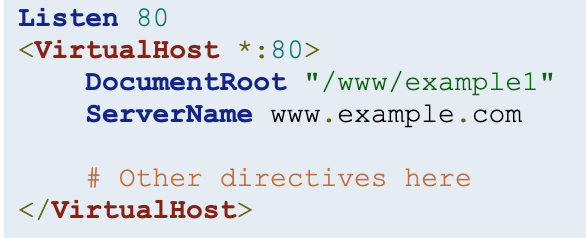 Listen 80
<VirtualHost *:80>
    DocumentRoot "/www/example1"
    ServerName www.example.com
    # Other directives here
</VirtualHost>